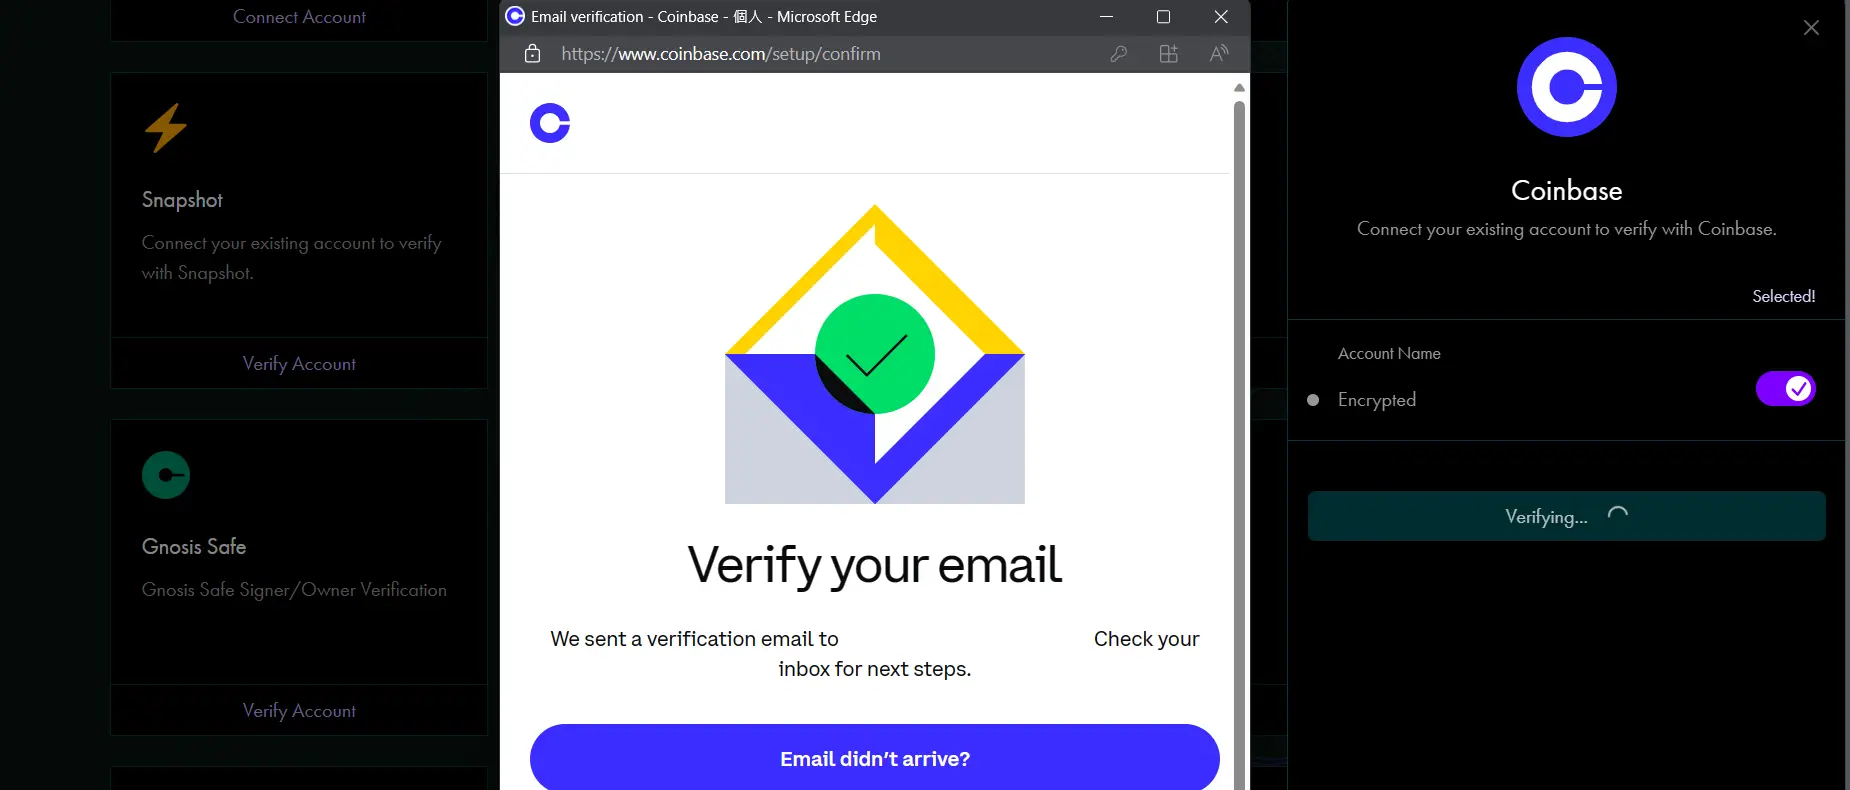 Connect Account
Snapshot
Connect your existing account to verify
with Snapshot.
Verify Account
Gnosis Safe
Gnosis Safe Signer/Owner Verification
Verify Account
Email verification - Coinbase - 個人 - Microsoft Edge
https://www.coinbase.com/setup/confirm
Verify your email
We sent a verification email to Check your
inbox for next steps.
Email didn’t arrive?
Coinbase
Connect your existing account to verify with Coinbase.
Selected!
Account Name
Encrypted
Verifying...